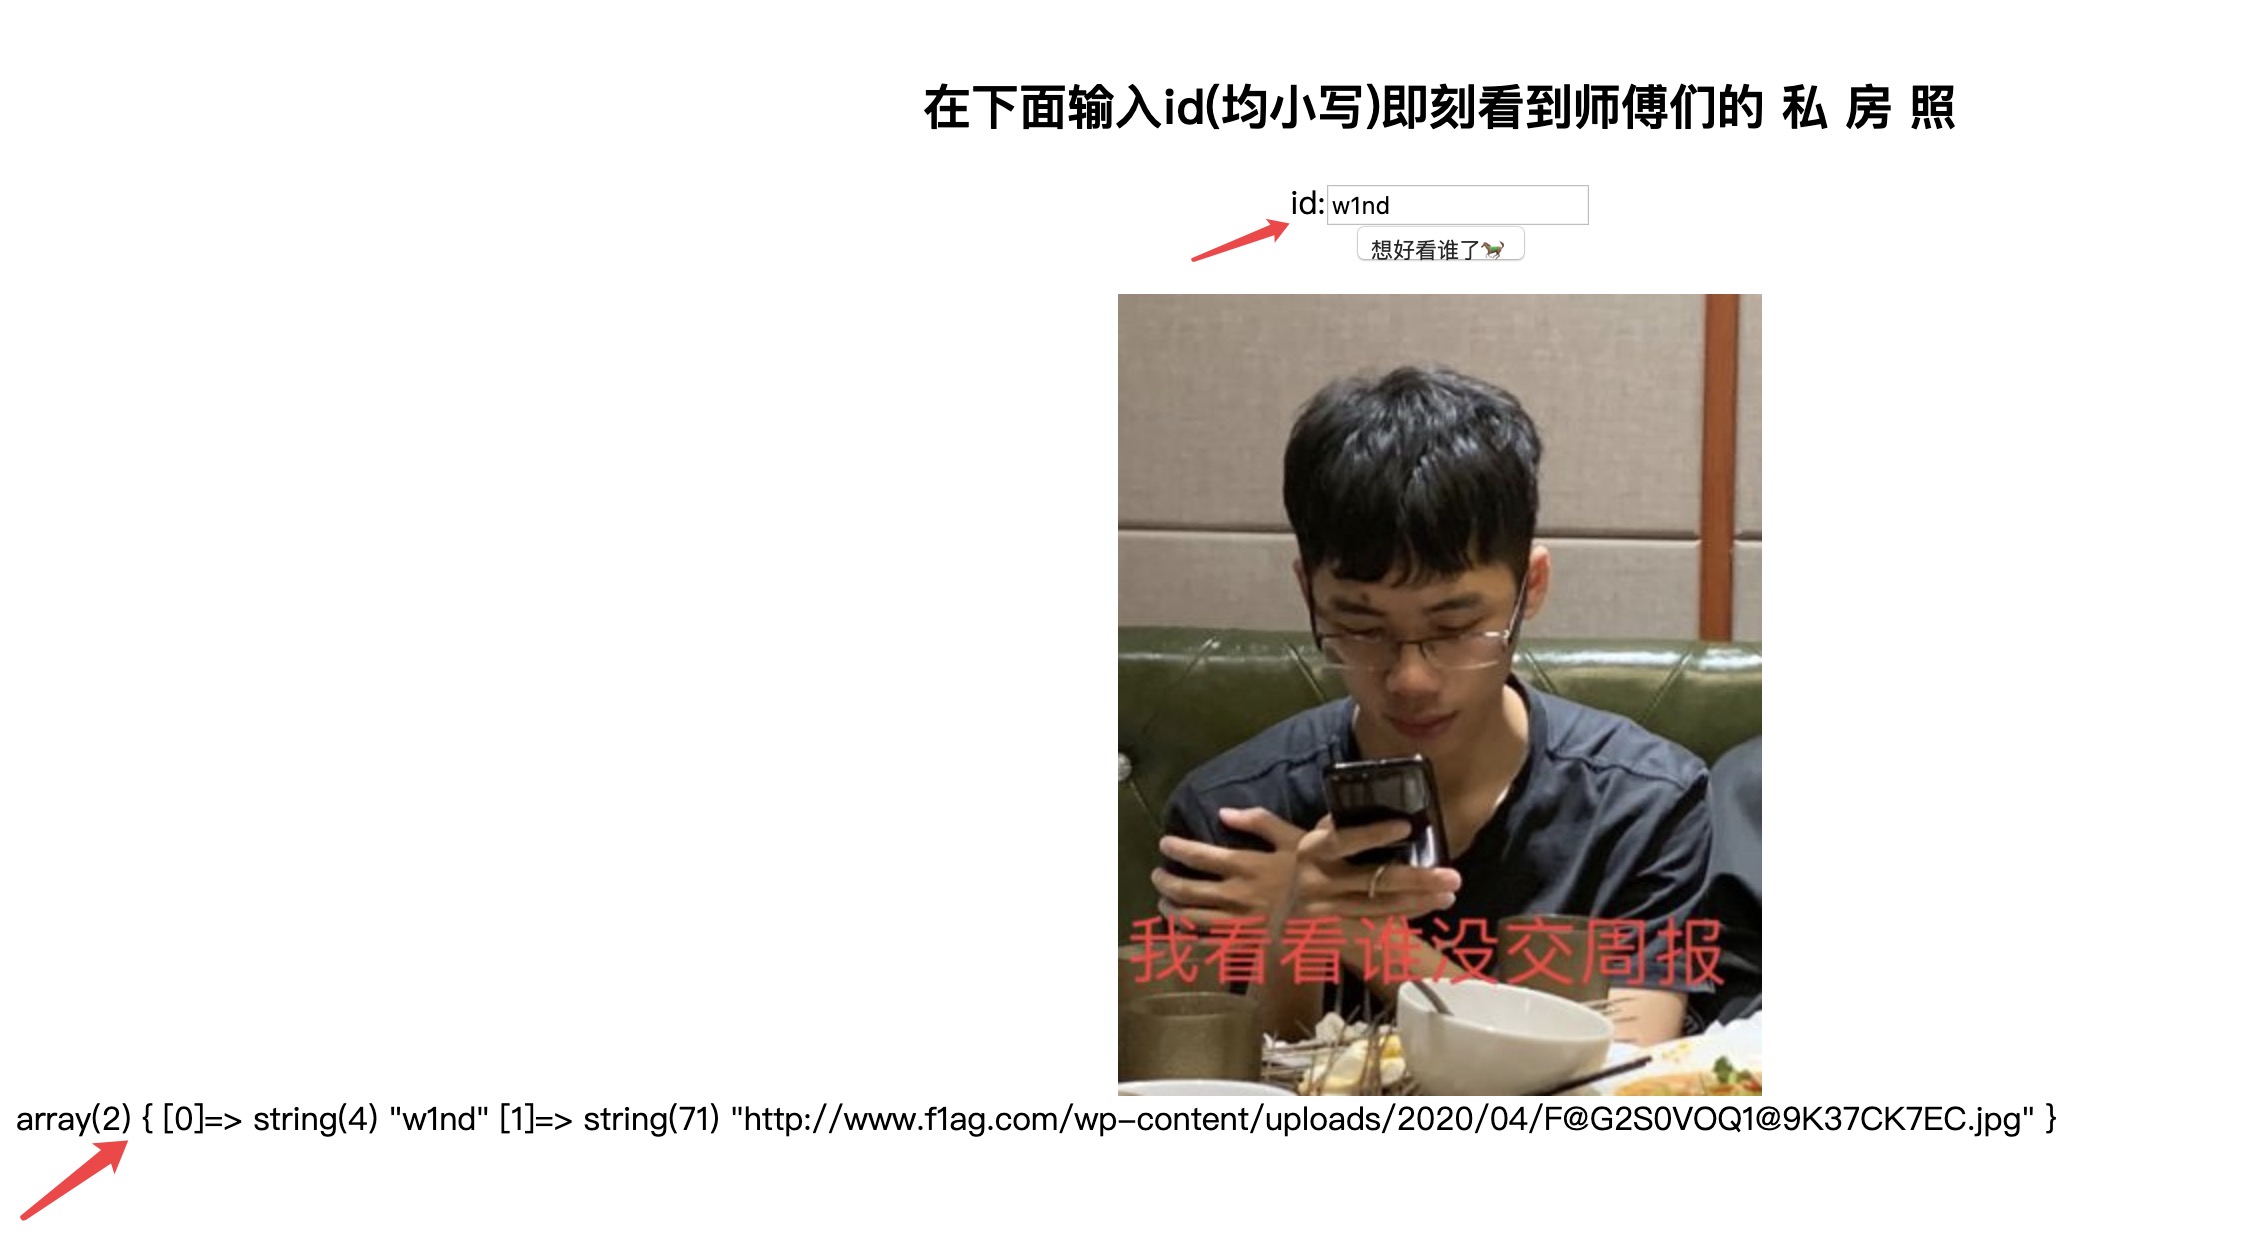 在下面输入id(均小写)即刻看到师傅们的 私 房 照
id: w1nd
想好看谁了🐎
我看看谁没交周报
array(2) { [0]=> string(4) "w1nd" [1]=> string(71) "http://www.f1ag.com/wp-content/uploads/2020/04/F@G2S0VOQ1@9K37CK7EC.jpg" }